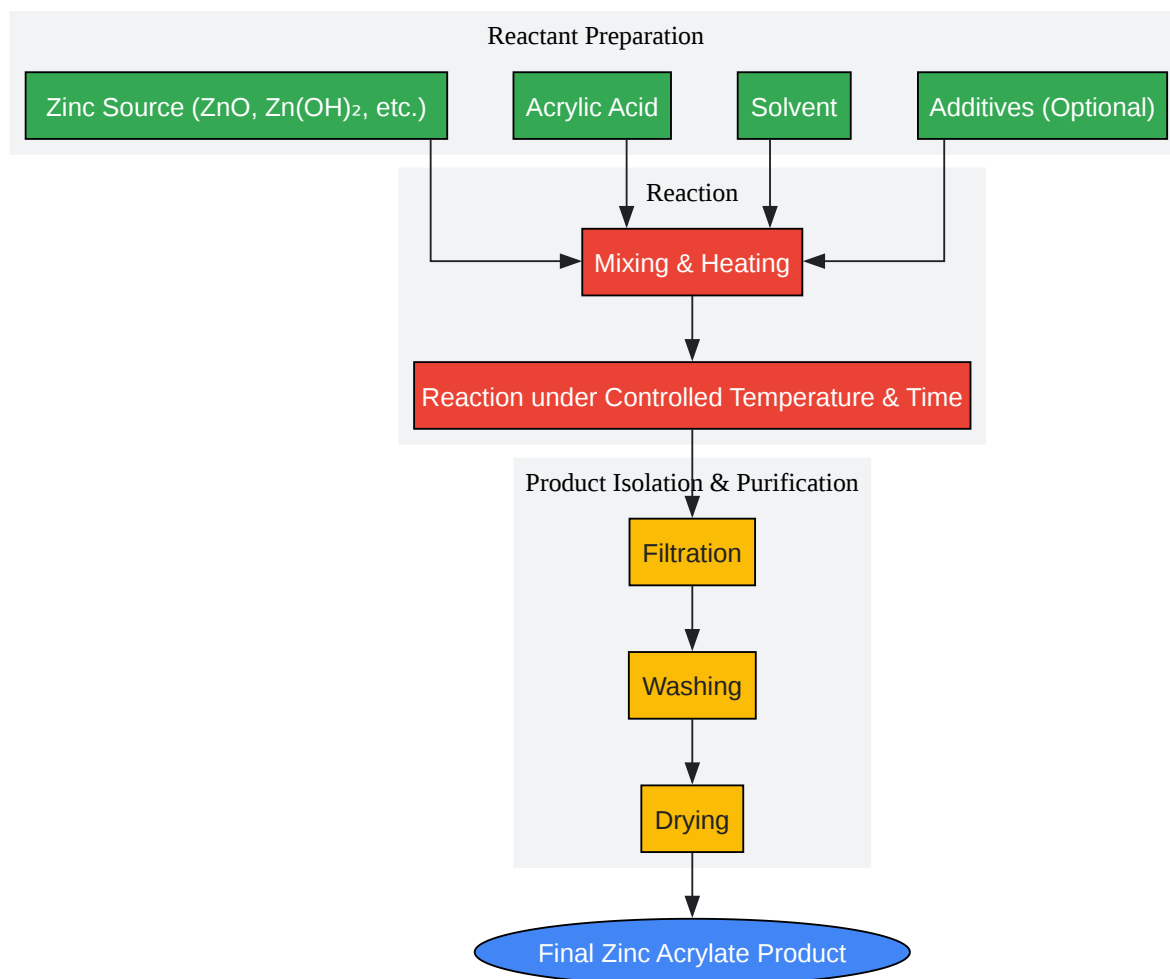 Reactant Preparation
Zinc Source (ZnO, Zn(OH)₂, etc.)
Acrylic Acid
Solvent
Additives (Optional)
Reaction
Mixing & Heating
Reaction under Controlled Temperature & Time
Product Isolation & Purification
Filtration
Washing
Drying
Final Zinc Acrylate Product